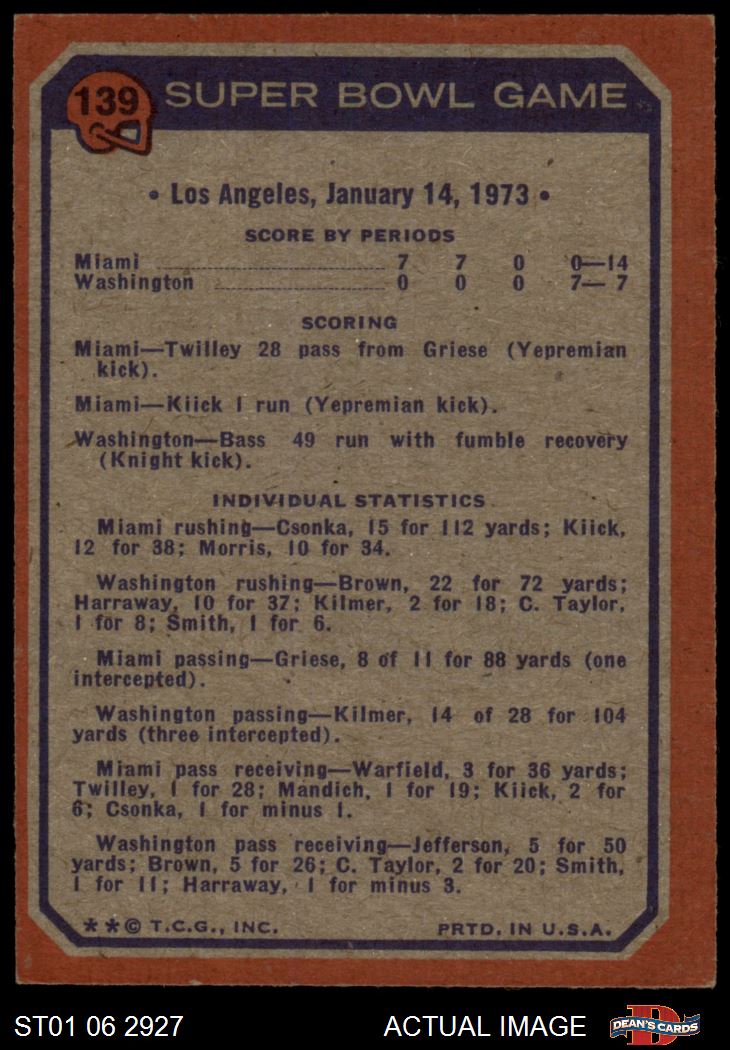 139 SUPER BOWL GAME
• Los Angeles, January 14, 1973 •
SCORE BY PERIODS
Miami 7 7 0 0—14
Washington 0 0 0 7— 7
SCORING
Miami—Twilley 28 pass from Griese (Yepremian
kick).
Miami—Kiick 1 run (Yepremian kick).
Washington—Bass 49 run with fumble recovery
(Knight kick).
INDIVIDUAL STATISTICS
Miami rushing—Csonka, 15 for 112 yards; Kiick,
12 for 38; Morris, 10 for 34.
Washington rushing—Brown, 22 for 72 yards;
Harraway, 10 for 37; Kilmer, 2 for 18; C. Taylor,
1 for 8; Smith, 1 for 6.
Miami passing—Griese, 8 of 11 for 88 yards (one
intercepted).
Washington passing—Kilmer, 14 of 28 for 104
yards (three intercepted).
Miami pass receiving—Warfield, 3 for 36 yards;
Twilley, 1 for 28; Mandich, 1 for 19; Kiick, 2 for
6; Csonka, 1 for minus 1.
Washington pass receiving—Jefferson, 5 for 50
yards; Brown, 5 for 26; C. Taylor, 2 for 20; Smith,
1 for 11; Harraway, 1 for minus 3.
★★© T.C.G., INC. PRTD. IN U.S.A.
ST01 06 2927 ACTUAL IMAGE D DEAN'S CARDS